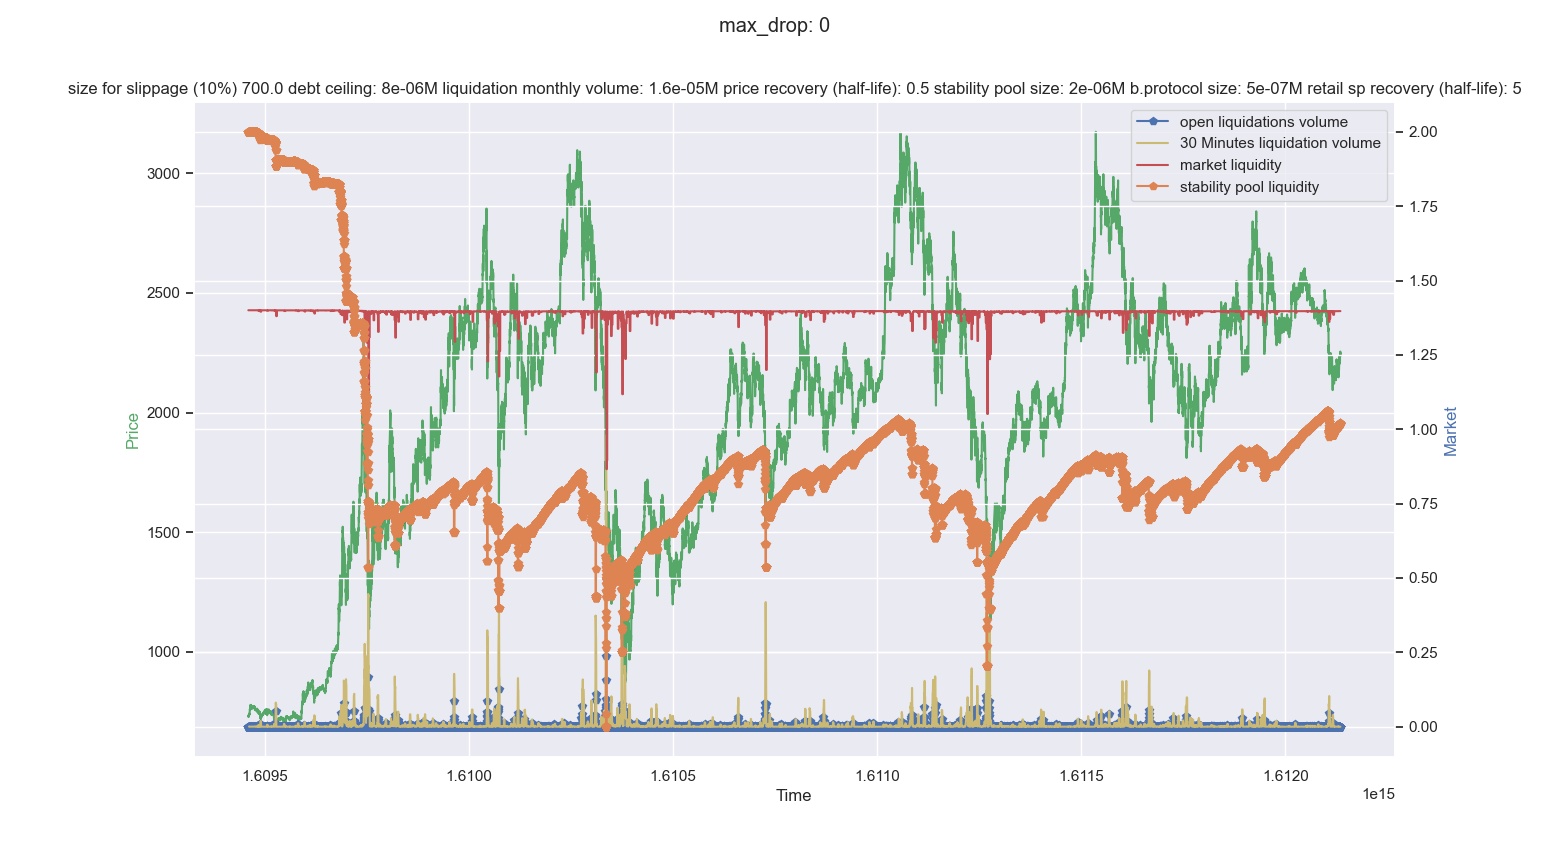 max_drop: 0
size for slippage (10%) 700.0 debt ceiling: 8e-06M liquidation monthly volume: 1.6e-05M price recovery (half-life): 0.5 stability pool size: 2e-06M b.protocol size: 5e-07M retail sp recovery (half-life): 5
open liquidations volume
30 Minutes liquidation volume
market liquidity
stability pool liquidity
3000
2500
2000
1500
1000
Price
2.00
1.75
1.50
1.25
1.00
0.75
0.50
0.25
0.00
Market
1.6095 1.6100 1.6105 1.6110 1.6115 1.6120
1e15
Time